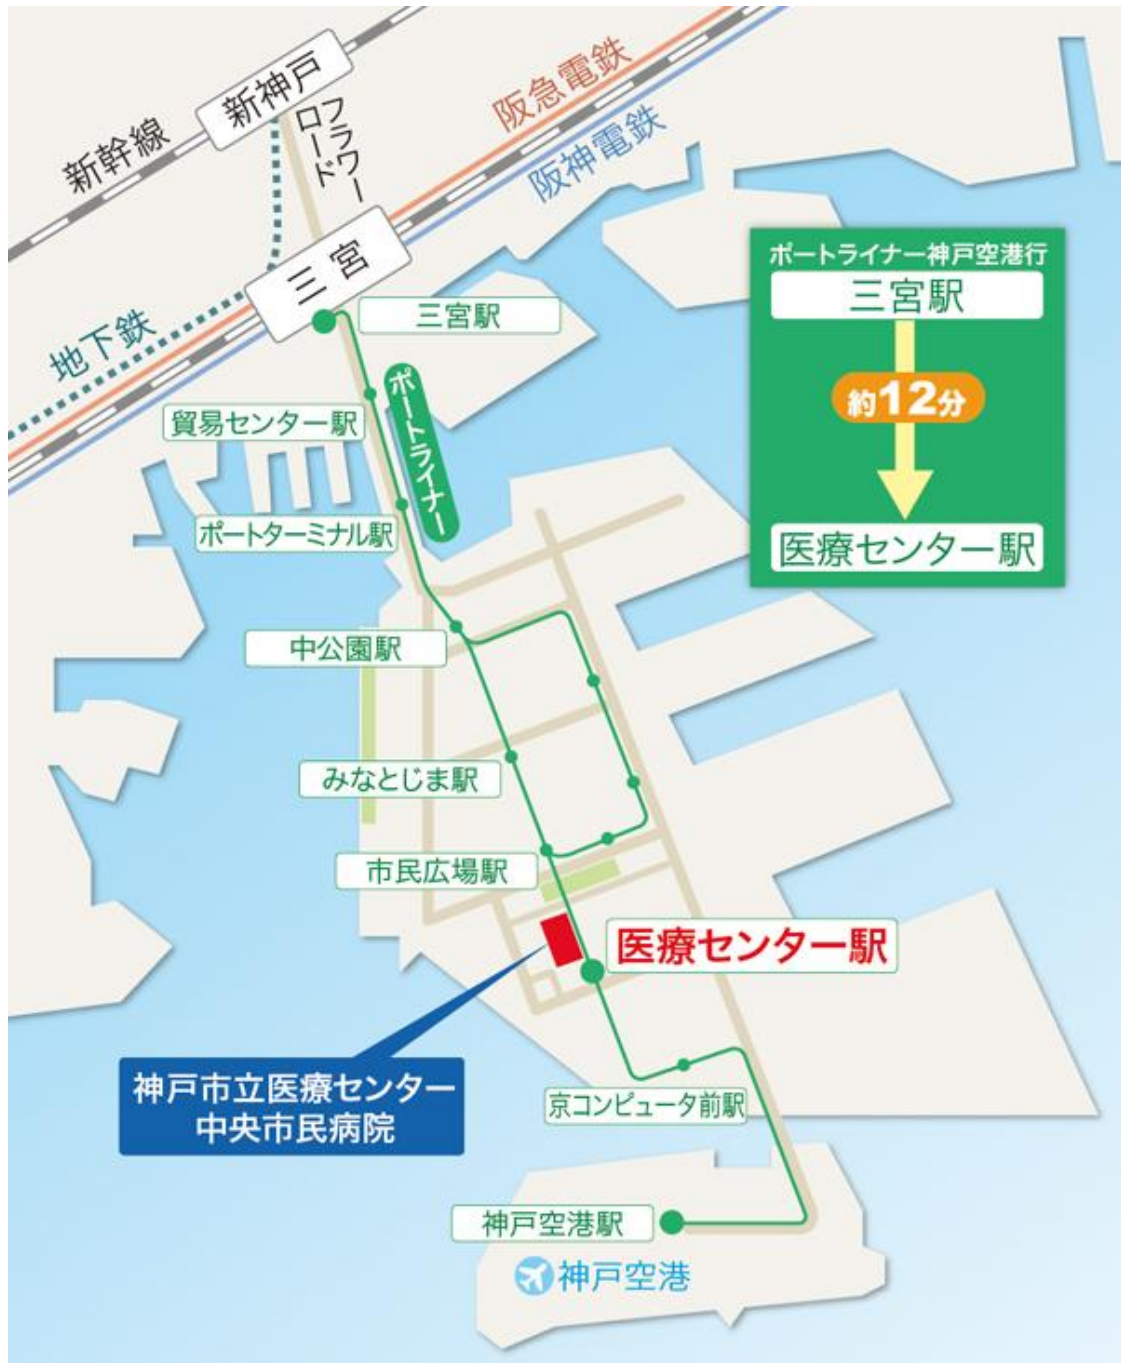 新神戸
フラワー
ロード
新幹線
阪急電鉄
阪神電鉄
三宮
地下鉄
ポートライナー神戸空港行
三宮駅
約12分
医療センター駅
三宮駅
ポートライナー
貿易センター駅
ポートターミナル駅
中公園駅
みなとじま駅
市民広場駅
医療センター駅
神戸市立医療センター
中央市民病院
京コンピュータ前駅
神戸空港駅
神戸空港